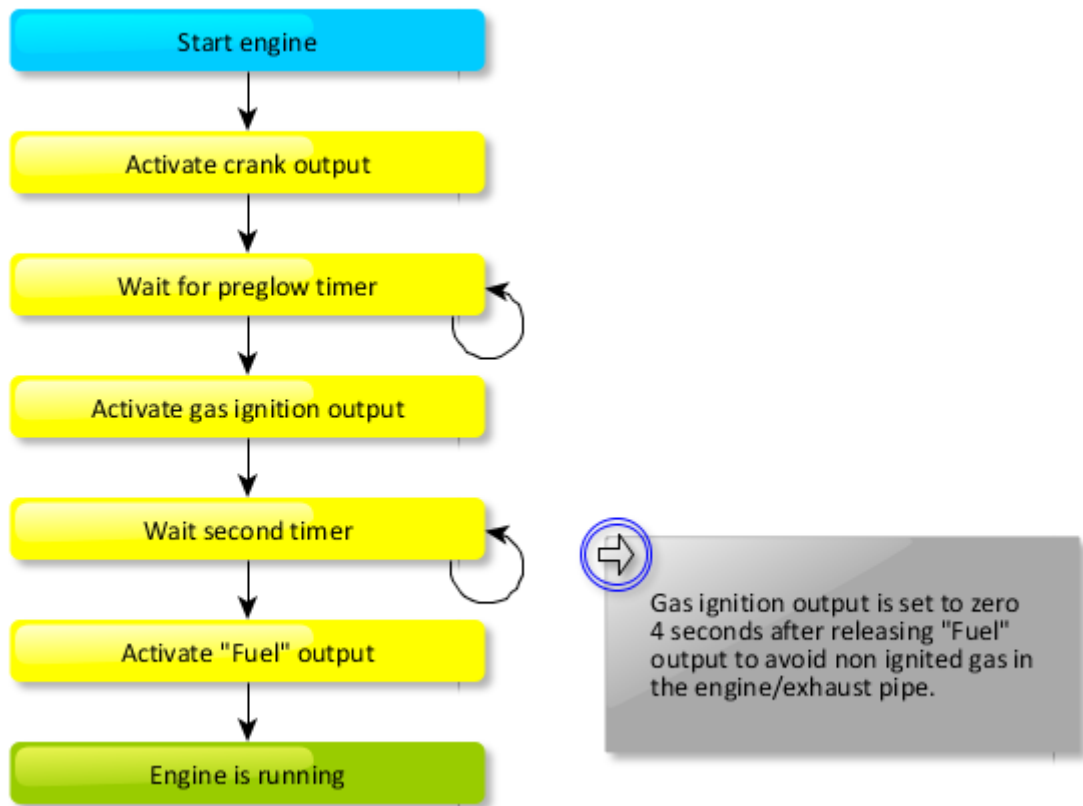 Start engine
Activate crank output
Wait for preglow timer
Activate gas ignition output
Wait second timer
Activate "Fuel" output
Engine is running
Gas ignition output is set to zero
4 seconds after releasing "Fuel"
output to avoid non ignited gas in
the engine/exhaust pipe.